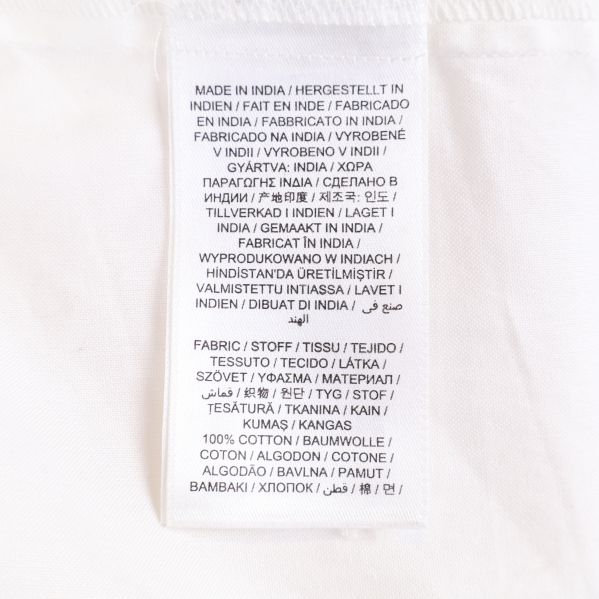 MADE IN INDIA / HERGESTELLT IN
INDIEN / FAIT EN INDE / FABRICADO
EN INDIA / FABBRICATO IN INDIA /
FABRICADO NA INDIA / VYROBENÉ
V INDII / VYROBENO V INDII /
GYÁRTVA: INDIA / ΧΩΡΑ
ΠΑΡΑΓΩΓΗΣ ΙΝΔΙΑ / СДЕЛАНО В
ИНДИИ / 产地印度 / 제조국: 인도 /
TILLVERKAD I INDIEN / LAGET I
INDIA / GEMAAKT IN INDIA /
FABRICAT ÎN INDIA /
WYPRODUKOWANO W INDIACH /
HİNDİSTAN'DA ÜRETİLMİŞTİR /
VALMISTETTU INTIASSA / LAVET I
INDIEN / DIBUAT DI INDIA / صنع في
الهند
FABRIC / STOFF / TISSU / TEJIDO /
TESSUTO / TECIDO / LÁTKA /
SZÖVET / ΥΦΑΣΜΑ / МАТЕРИАЛ /
قماش / 织物 / 원단 / TYG / STOF /
ȚESĂTURĂ / TKANINA / KAIN /
KUMAŞ / KANGAS
100% COTTON / BAUMWOLLE /
COTON / ALGODON / COTONE /
ALGODÃO / BAVLNA / PAMUT /
BAMBAKI / ХЛОПОК / قطن / 棉 / 면 /